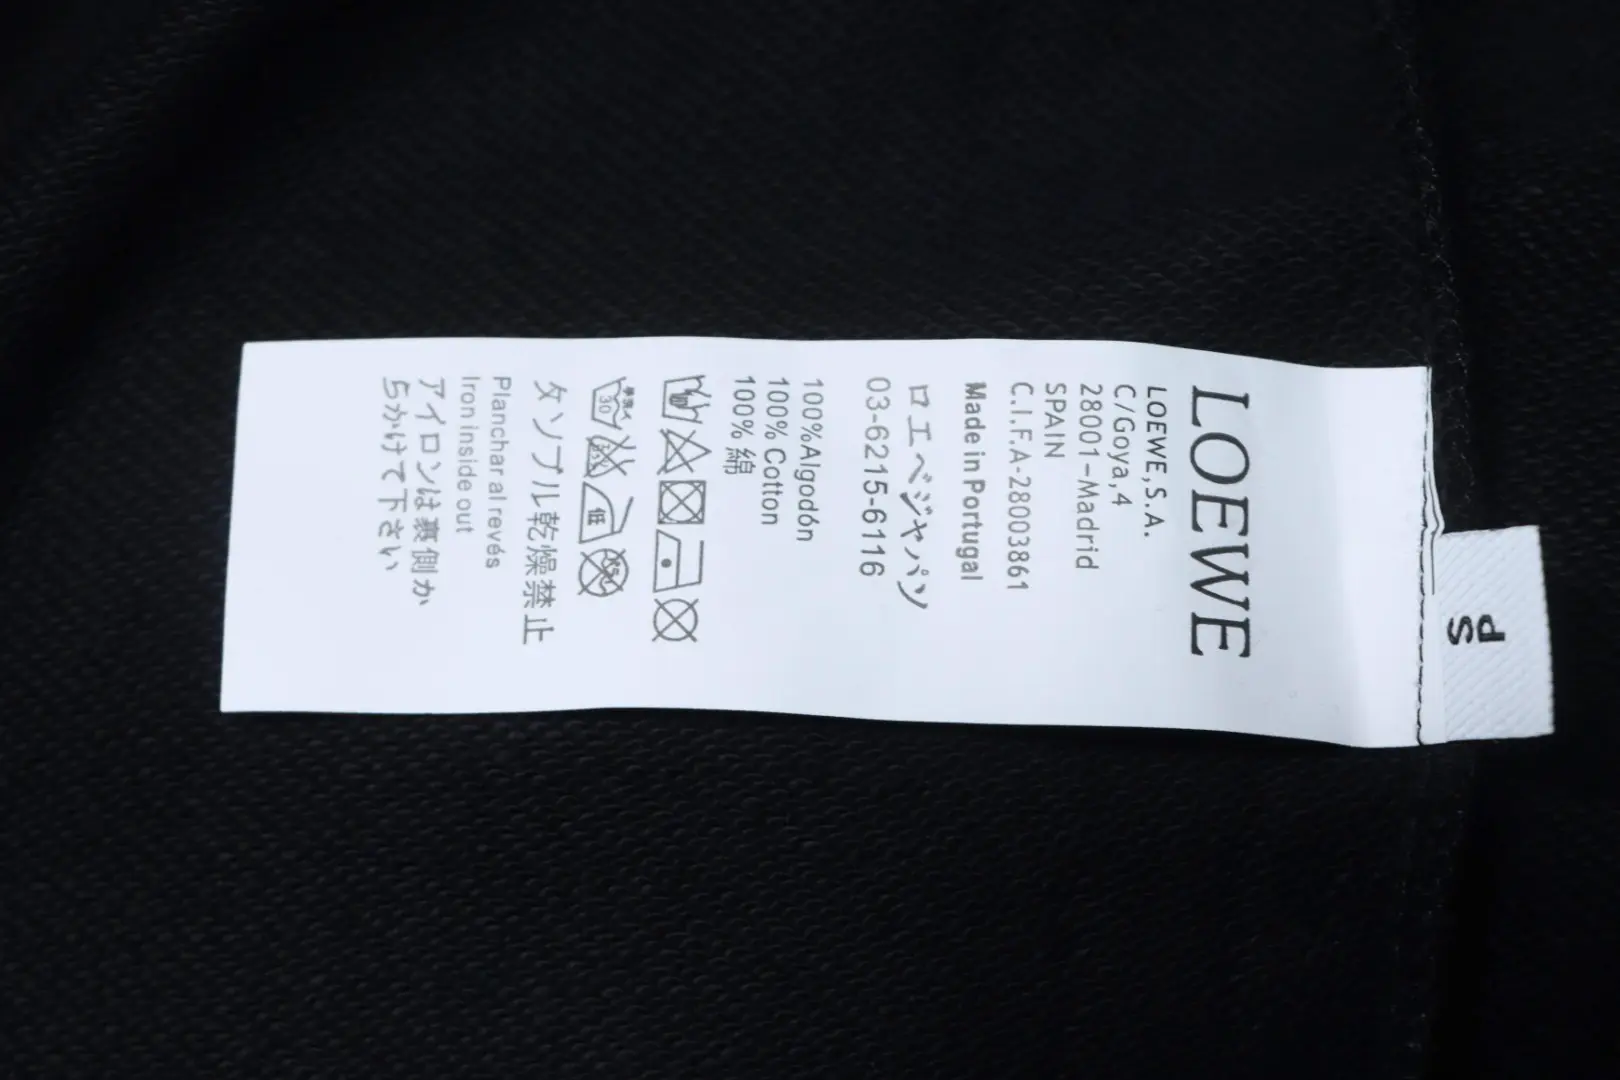 LOEWE
LOEWE,S.A.
C/Goya,4
28001-Madrid
SPAIN
C.I.F.A-28003861
Made in Portugal
ロエベジャパン
03-6215-6116
100%Algodón
100% Cotton
100% 綿
30
低
タンブル乾燥禁止
Planchar al revés
Iron inside out
アイロンは裏側か
らかけて下さい
S
P